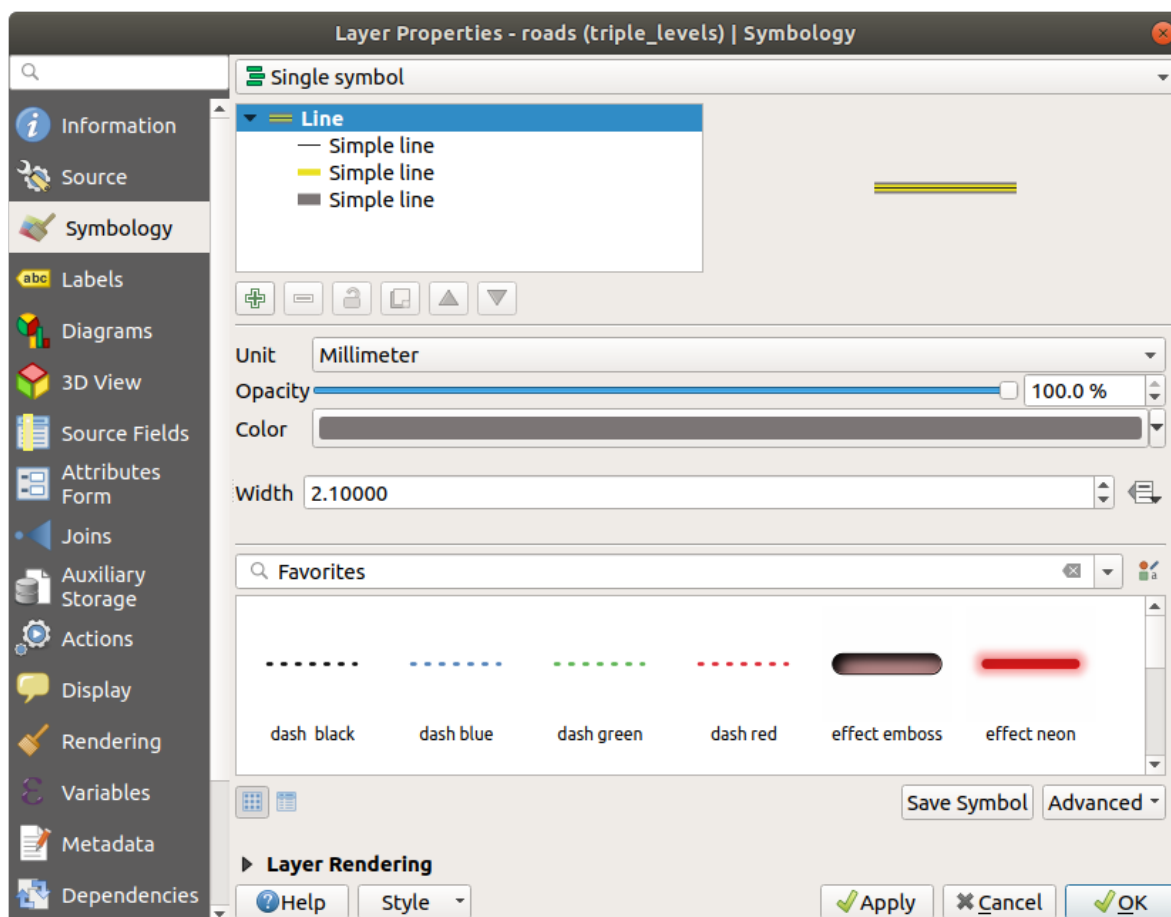 Layer Properties - roads (triple_levels) | Symbology
Information
Source
Symbology
abc Labels
Diagrams
3D View
Source Fields
Attributes
Form
Joins
Auxiliary
Storage
Actions
Display
Rendering
Variables
Metadata
Dependencies
Single symbol
Line
Simple line
Simple line
Simple line
Unit Millimeter
Opacity 100.0 %
Color
Width 2.10000
Favorites
dash  black dash blue dash green dash red effect emboss effect neon
Save Symbol Advanced
Layer Rendering
Help Style Apply Cancel OK